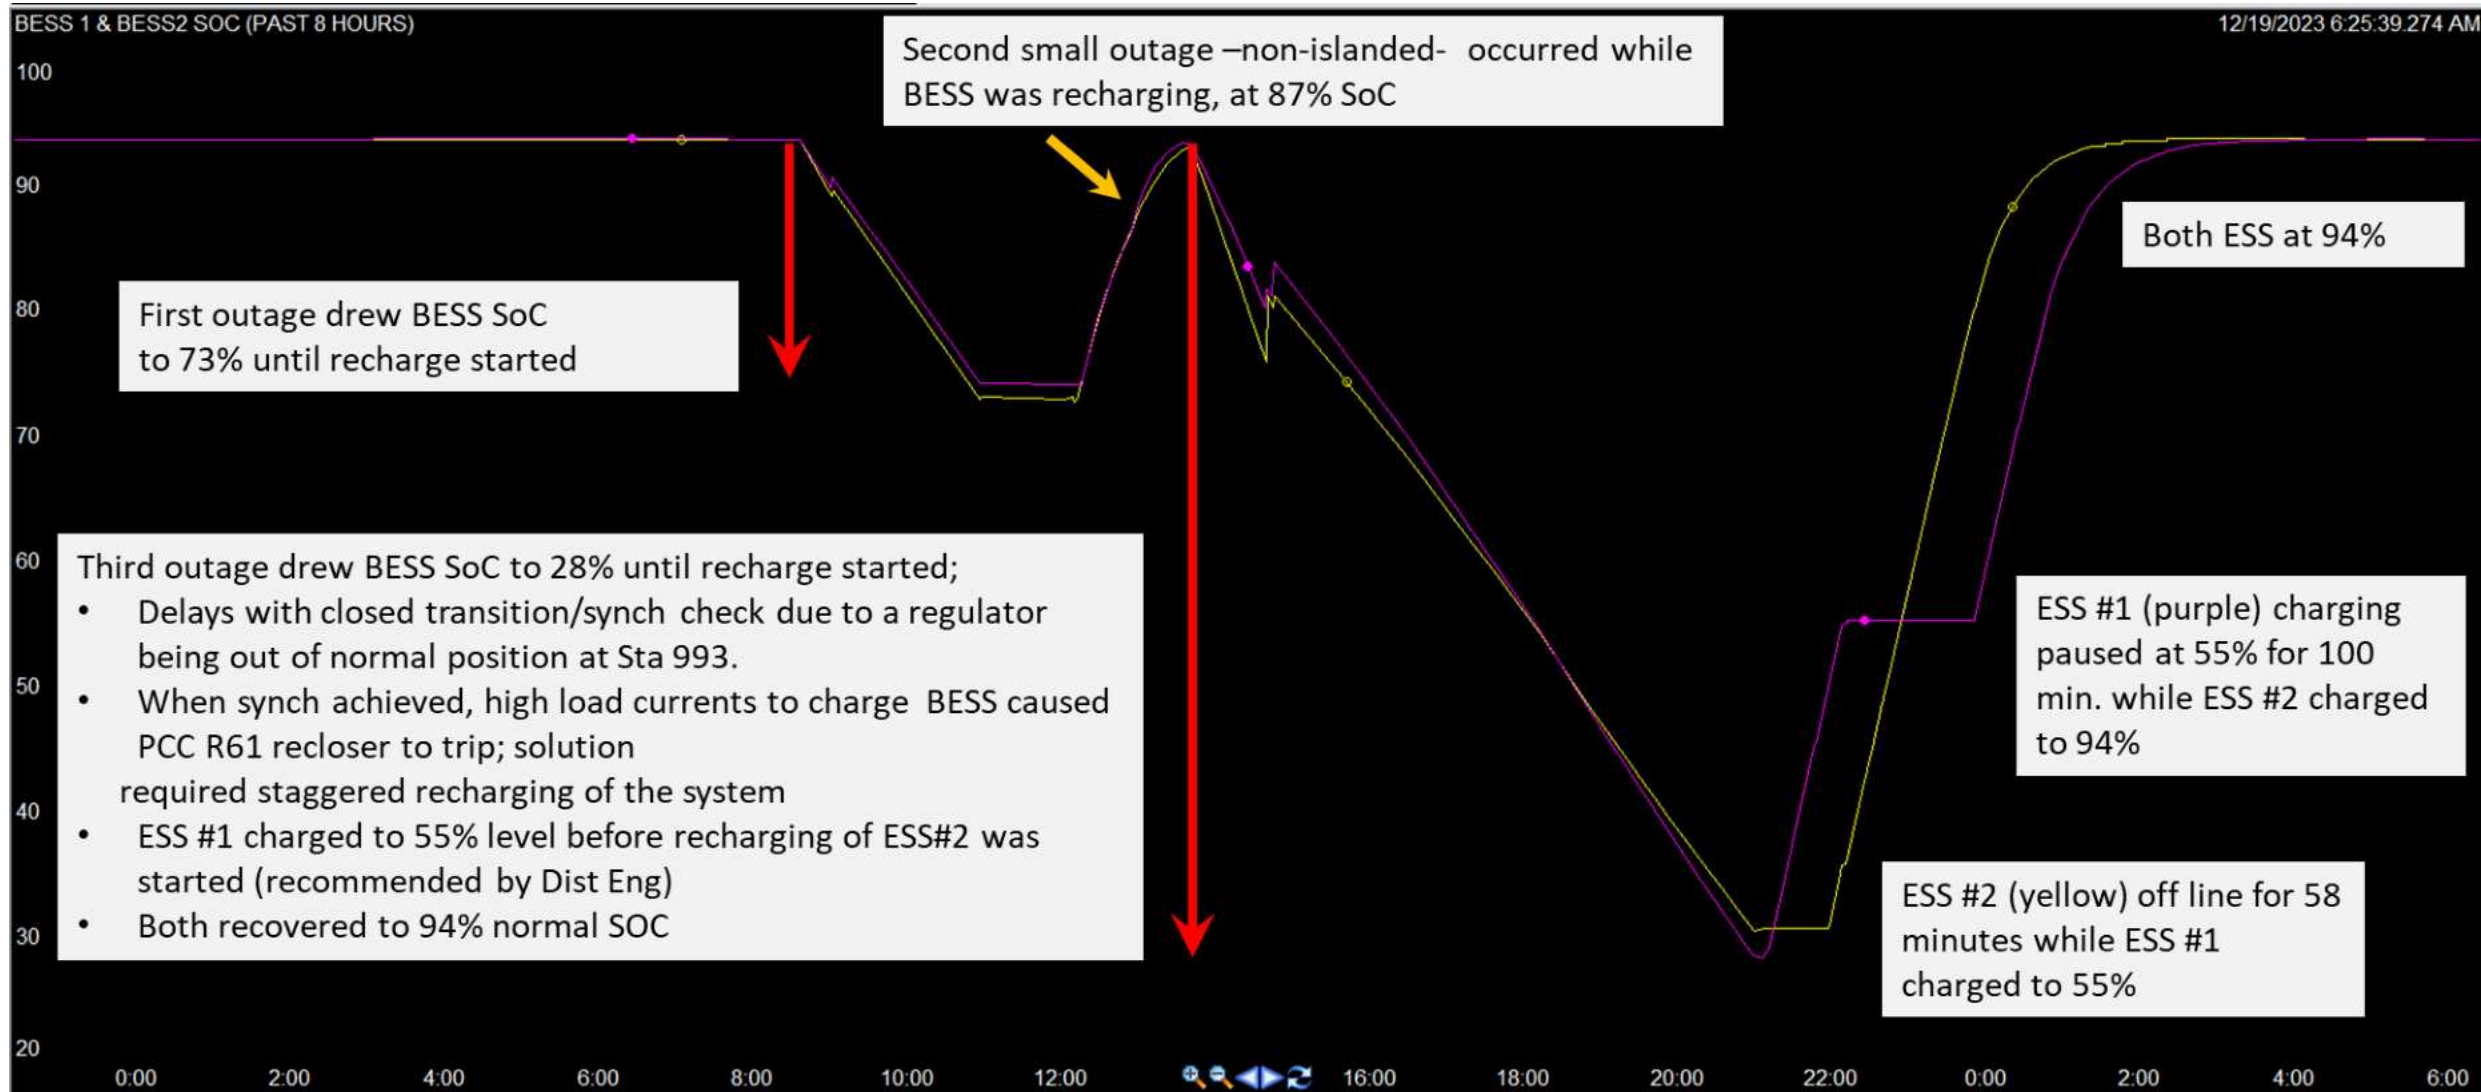 BESS 1 & BESS2 SOC (PAST 8 HOURS)
12/19/2023 6:25:39.274 AM
Second small outage –non-islanded-  occurred while
BESS was recharging, at 87% SoC
100
90
80
70
60
50
40
30
20
First outage drew BESS SoC
to 73% until recharge started
Both ESS at 94%
Third outage drew BESS SoC to 28% until recharge started;
• Delays with closed transition/synch check due to a regulator
being out of normal position at Sta 993.
• When synch achieved, high load currents to charge  BESS caused
PCC R61 recloser to trip; solution
required staggered recharging of the system
• ESS #1 charged to 55% level before recharging of ESS#2 was
started (recommended by Dist Eng)
• Both recovered to 94% normal SOC
ESS #1 (purple) charging
paused at 55% for 100
min. while ESS #2 charged
to 94%
ESS #2 (yellow) off line for 58
minutes while ESS #1
charged to 55%
0:00 2:00 4:00 6:00 8:00 10:00 12:00 16:00 18:00 20:00 22:00 0:00 2:00 4:00 6:00